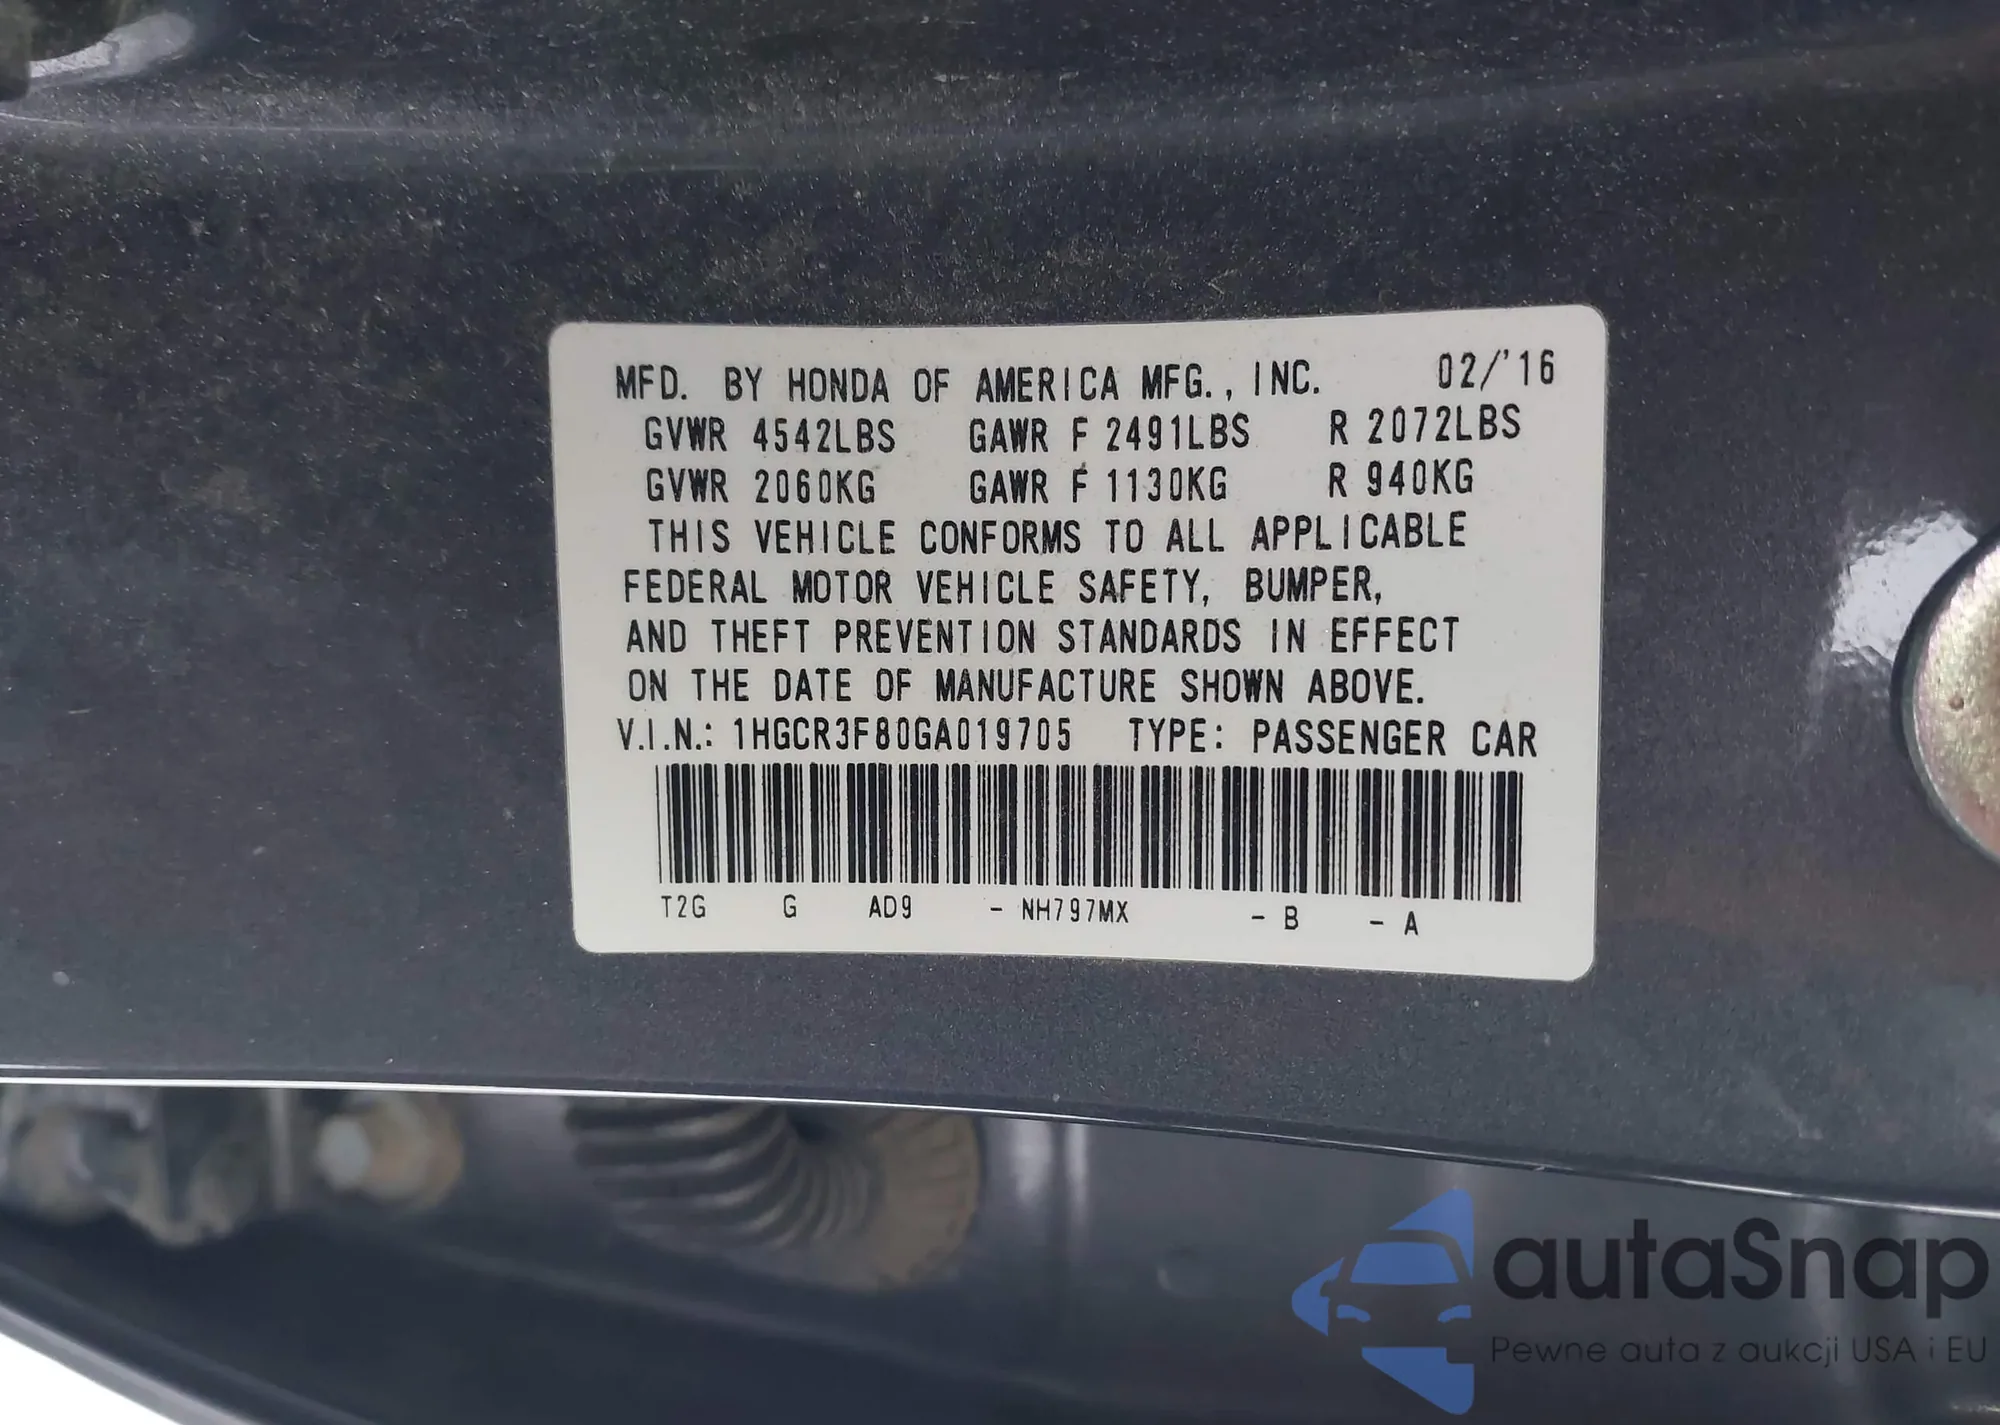 MFD. BY HONDA OF AMERICA MFG., INC. 02/'16
GVWR 4542LBS GAWR F 2491LBS R 2072LBS
GVWR 2060KG GAWR F 1130KG R 940KG
THIS VEHICLE CONFORMS TO ALL APPLICABLE
FEDERAL MOTOR VEHICLE SAFETY, BUMPER,
AND THEFT PREVENTION STANDARDS IN EFFECT
ON THE DATE OF MANUFACTURE SHOWN ABOVE.
V.I.N.: 1HGCR3F80GA019705 TYPE: PASSENGER CAR
T2G G AD9 - NH797MX - B - A
autaSnap
Pewne auta z aukcji USA i EU